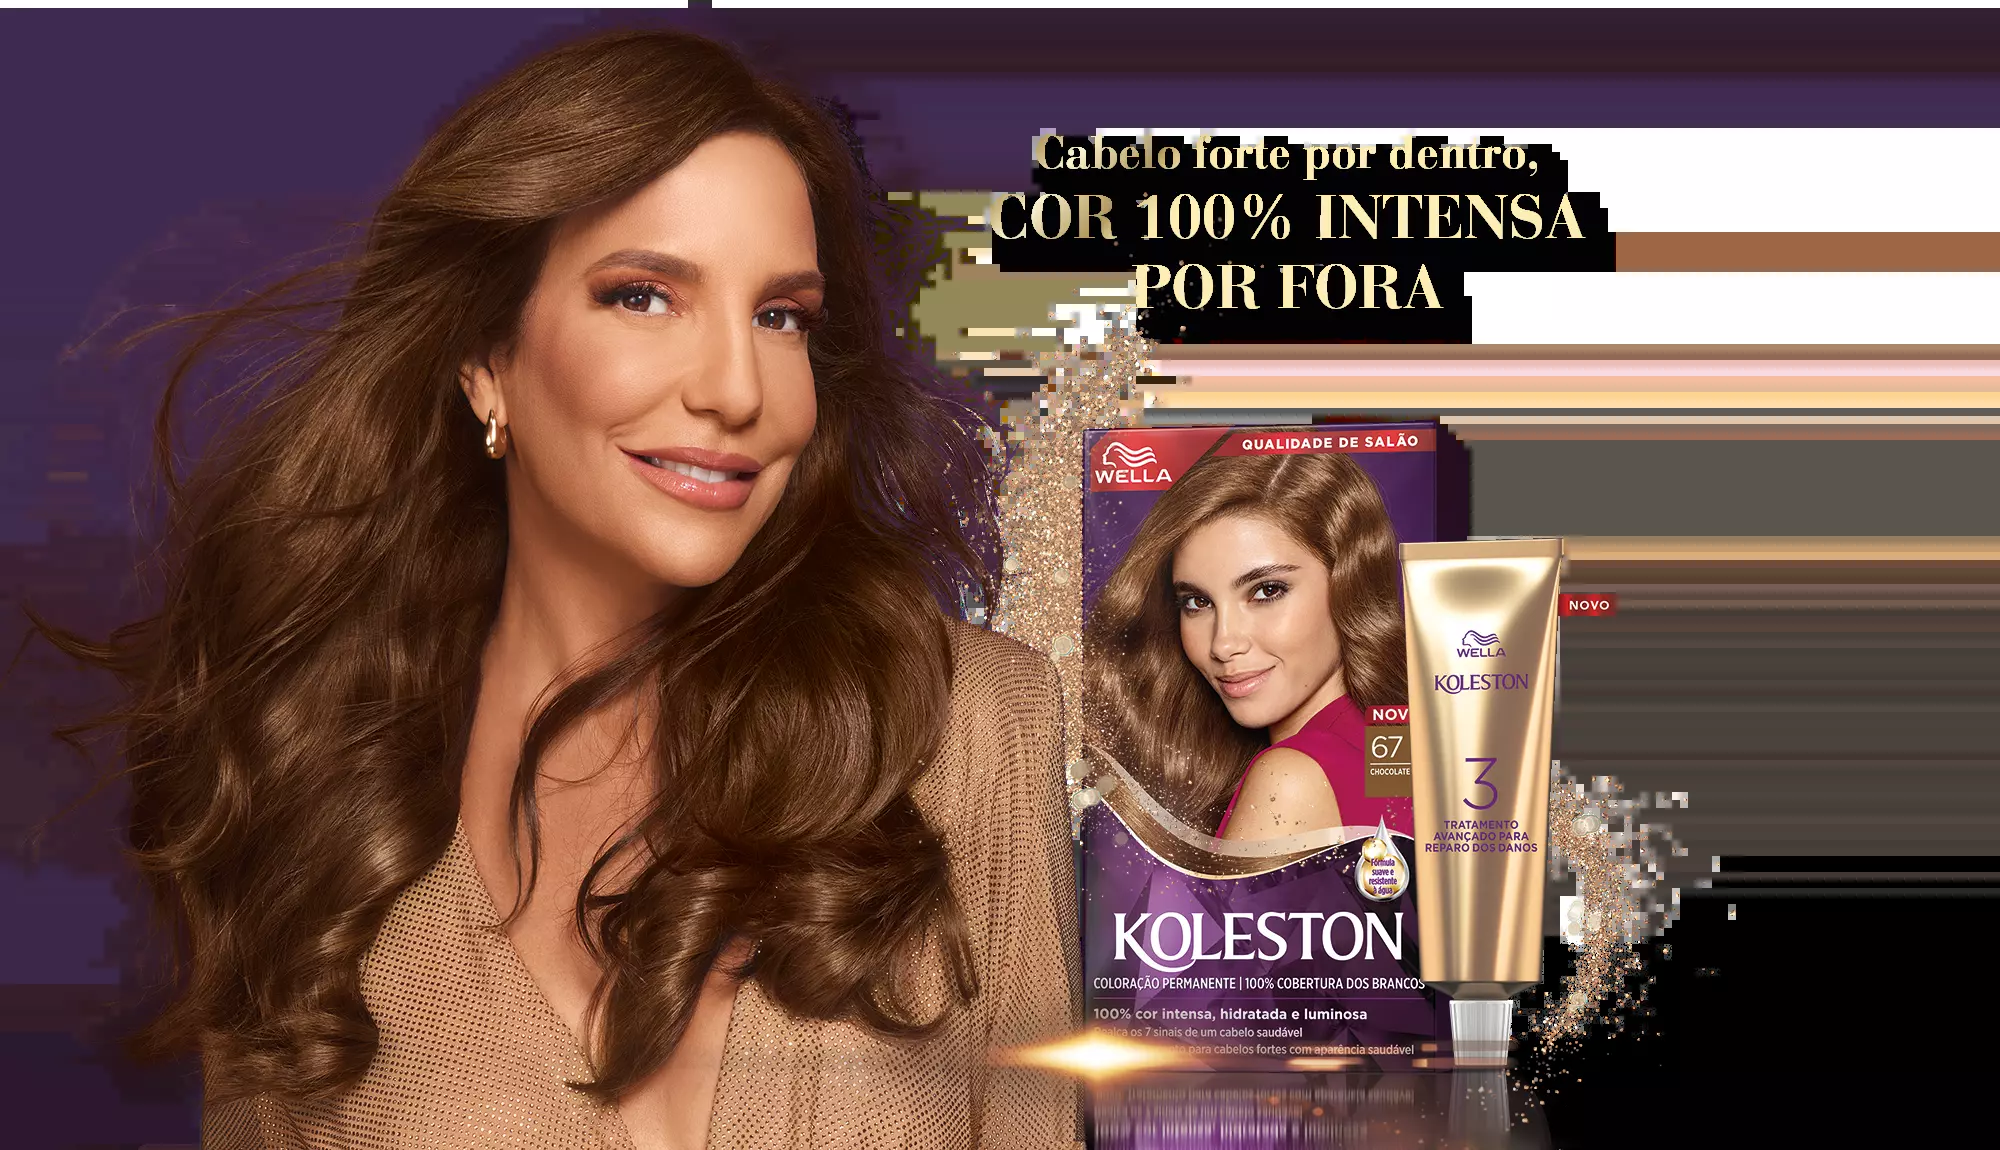 Cabelo forte por dentro,
COR 100% INTENSA
POR FORA
QUALIDADE DE SALÃO
WELLA
NOVO
WELLA
KOLESTON
NOV
67
CHOCOLATE
3
TRATAMENTO
AVANÇADO PARA
REPARO DOS DANOS
Fórmula
suave e
resistente
à água
KOLESTON
COLORAÇÃO PERMANENTE | 100% COBERTURA DOS BRANCOS
100% cor intensa, hidratada e luminosa
os 7 sinais de um cabelo saudável
para cabelos fortes com aparência saudável